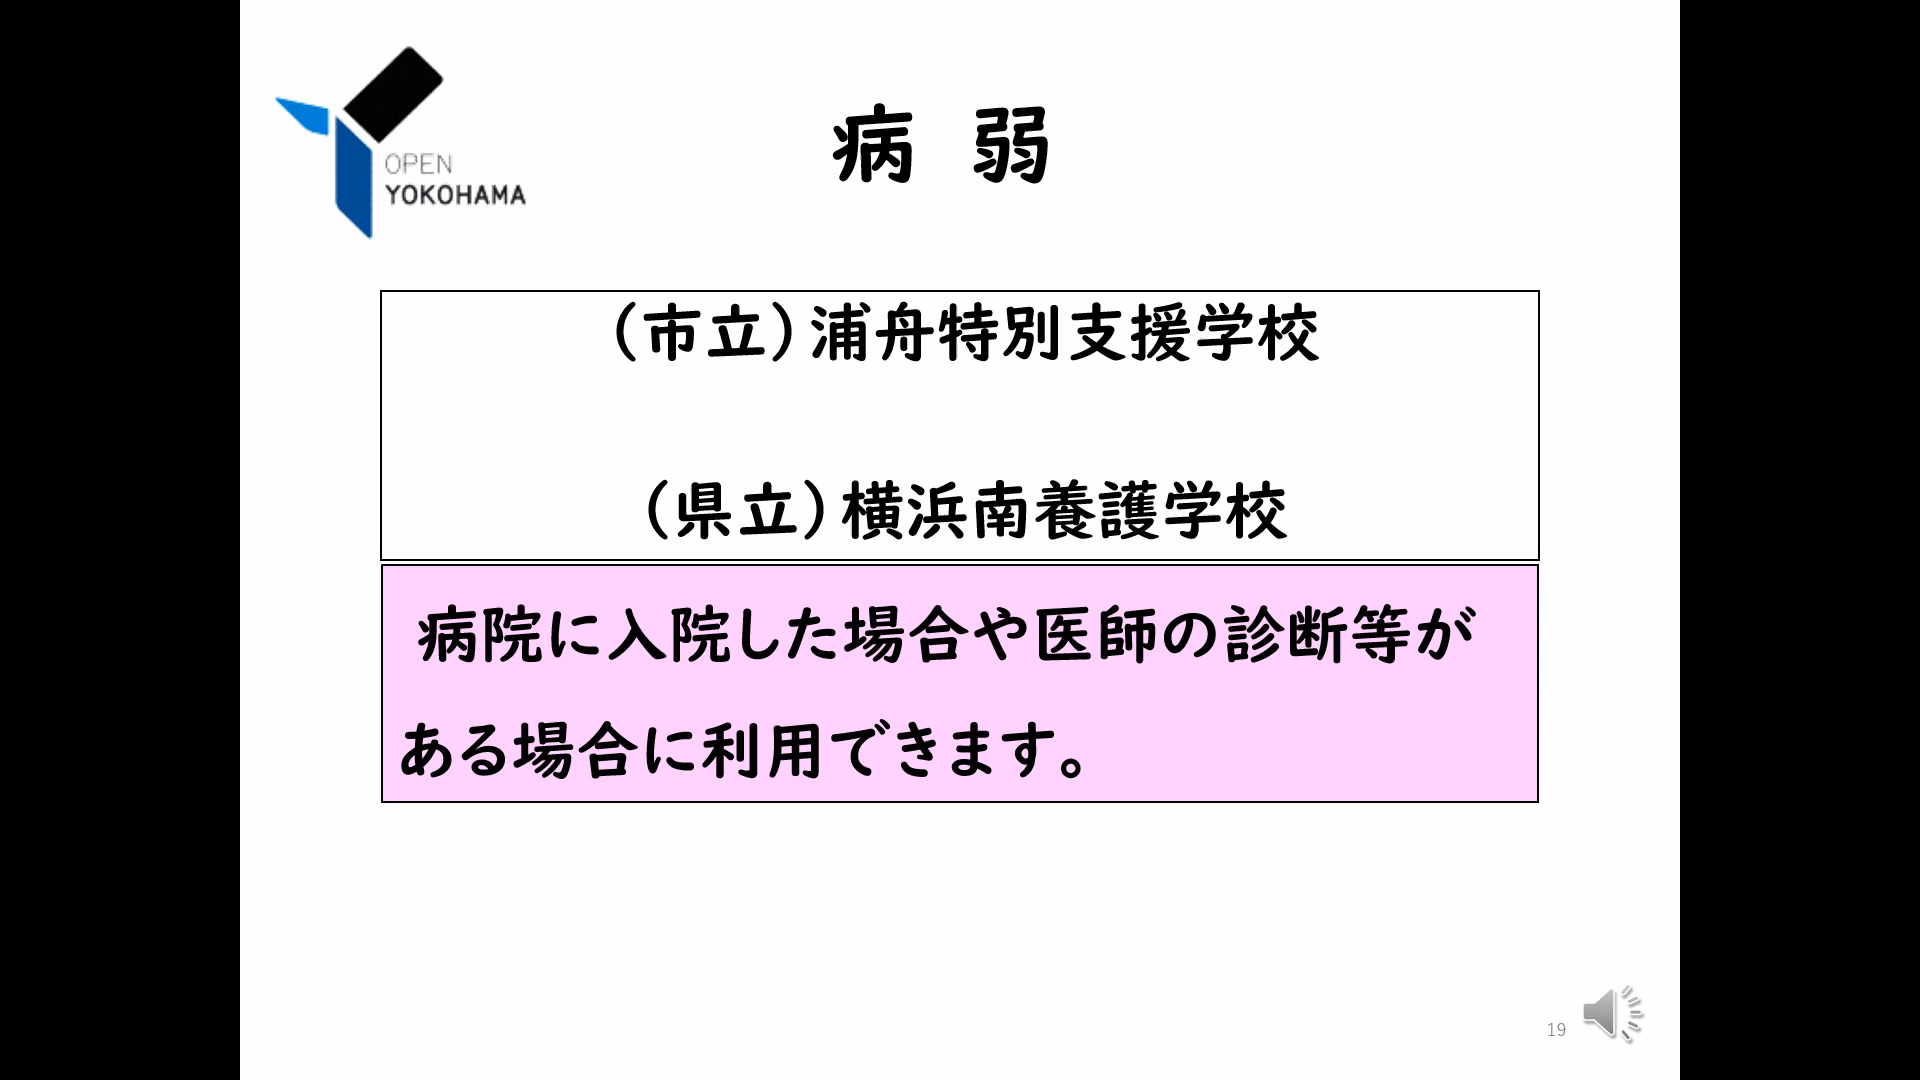 OPEN
YOKOHAMA
病 弱
（市立）浦舟特別支援学校
（県立）横浜南養護学校
病院に入院した場合や医師の診断等が
ある場合に利用できます。
19